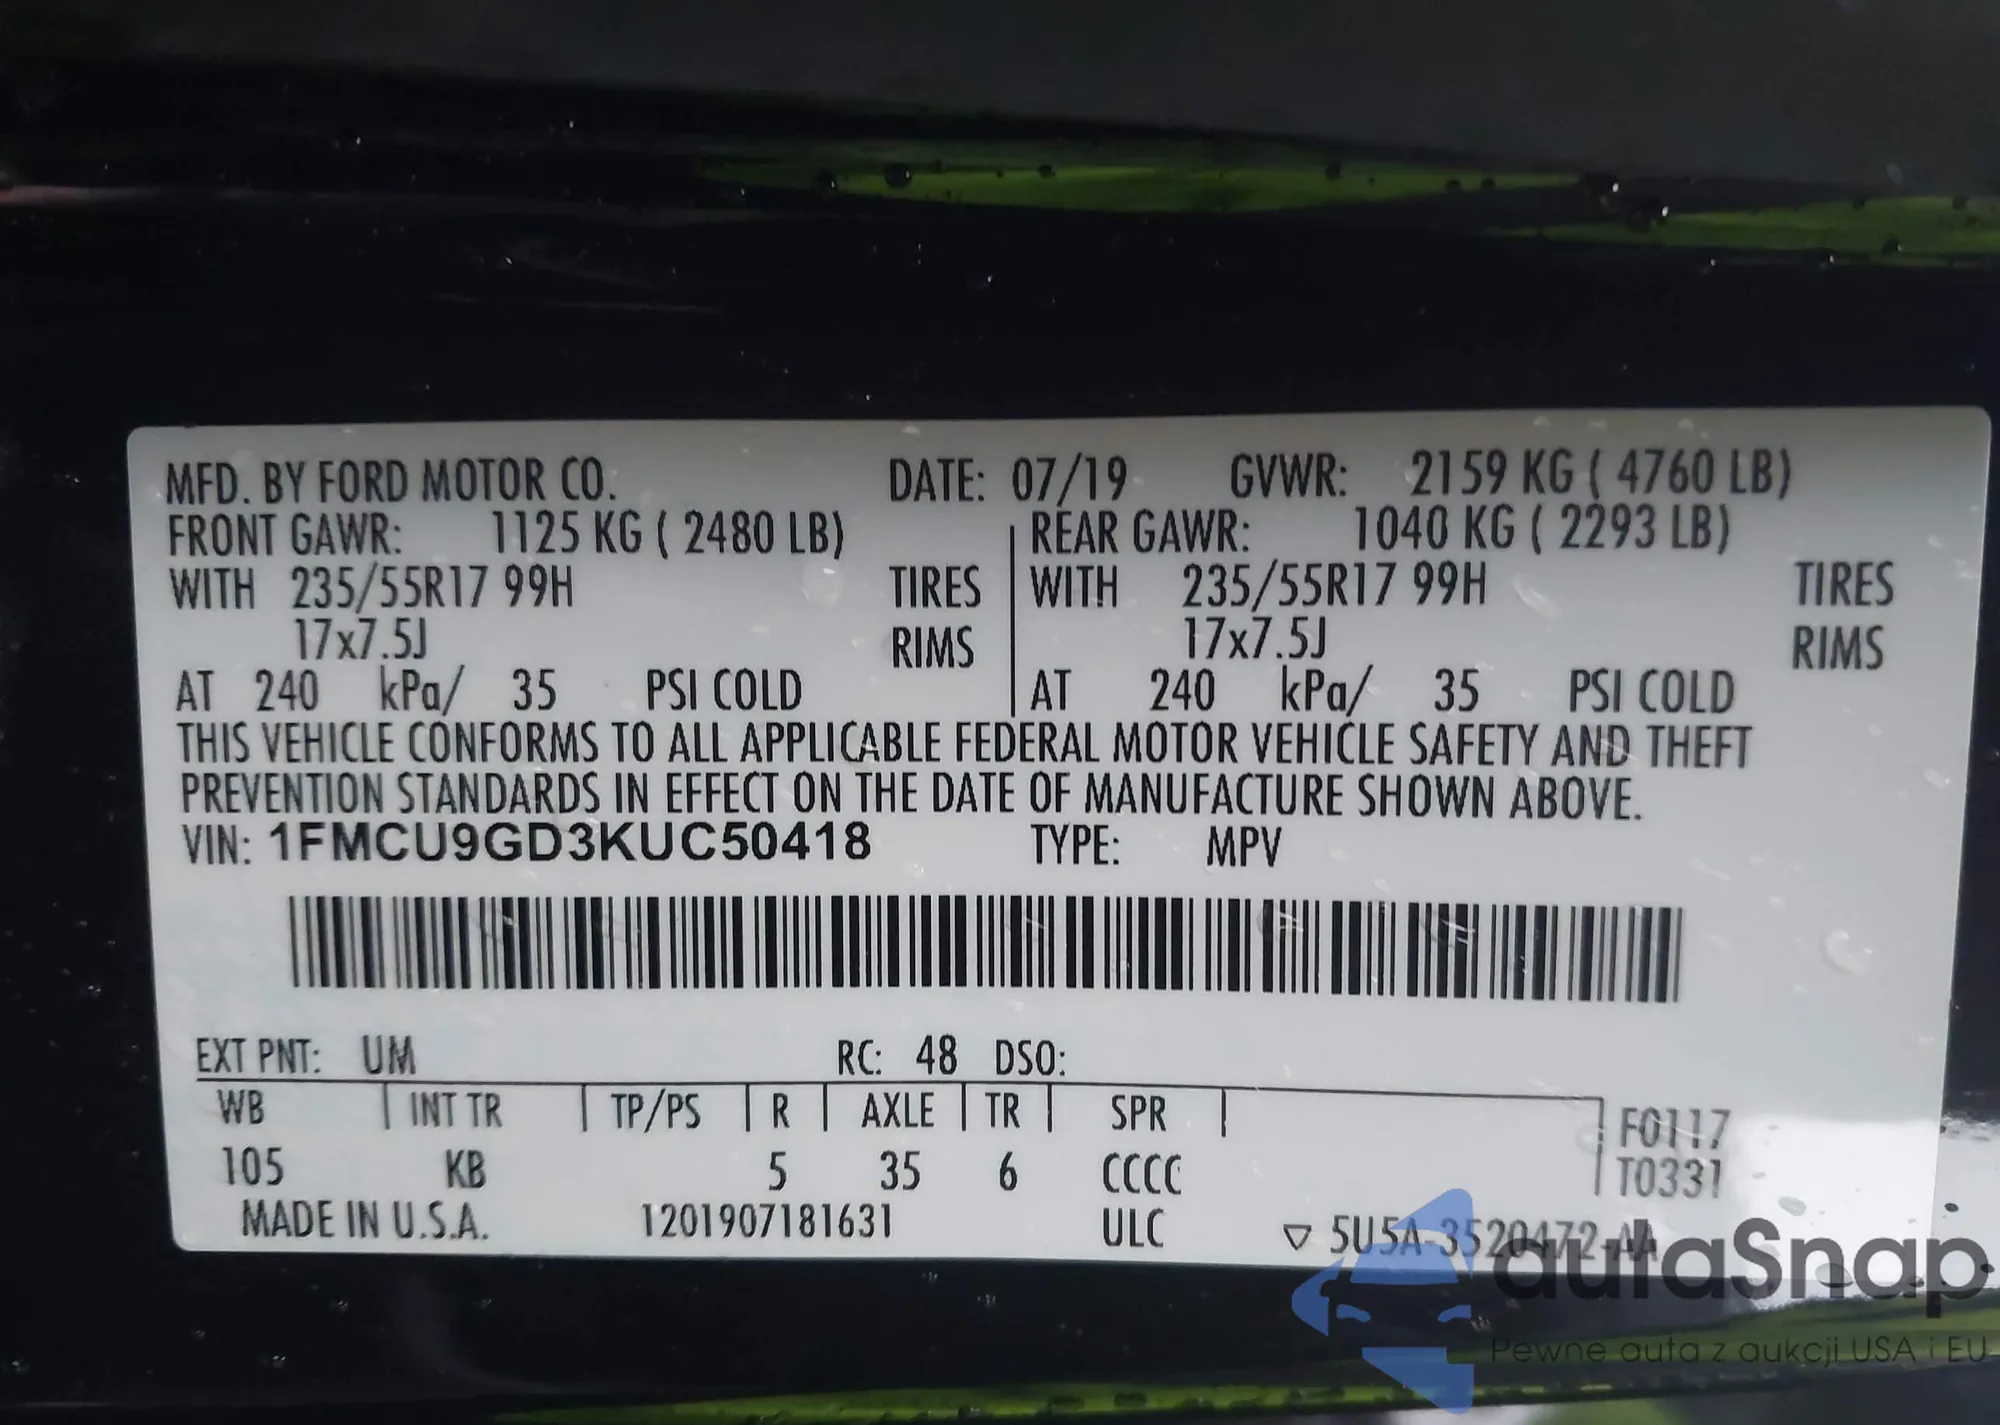 MFD. BY FORD MOTOR CO. DATE: 07/19 GVWR: 2159 KG ( 4760 LB)
FRONT GAWR: 1125 KG ( 2480 LB) REAR GAWR: 1040 KG ( 2293 LB)
WITH 235/55R17 99H TIRES WITH 235/55R17 99H TIRES
17x7.5J RIMS 17x7.5J RIMS
AT 240 kPa/ 35 PSI COLD AT 240 kPa/ 35 PSI COLD
THIS VEHICLE CONFORMS TO ALL APPLICABLE FEDERAL MOTOR VEHICLE SAFETY AND THEFT
PREVENTION STANDARDS IN EFFECT ON THE DATE OF MANUFACTURE SHOWN ABOVE.
VIN: 1FMCU9GD3KUC50418 TYPE: MPV
EXT PNT: UM RC: 48 DSO:
WB INT TR TP/PS R AXLE TR SPR F0117
105 KB 5 35 6 CCCC T0331
MADE IN U.S.A. 1201907181631 ULC ▽ 5U5A-3520472-AA
autaSnap
Pewne auta z aukcji USA i EU